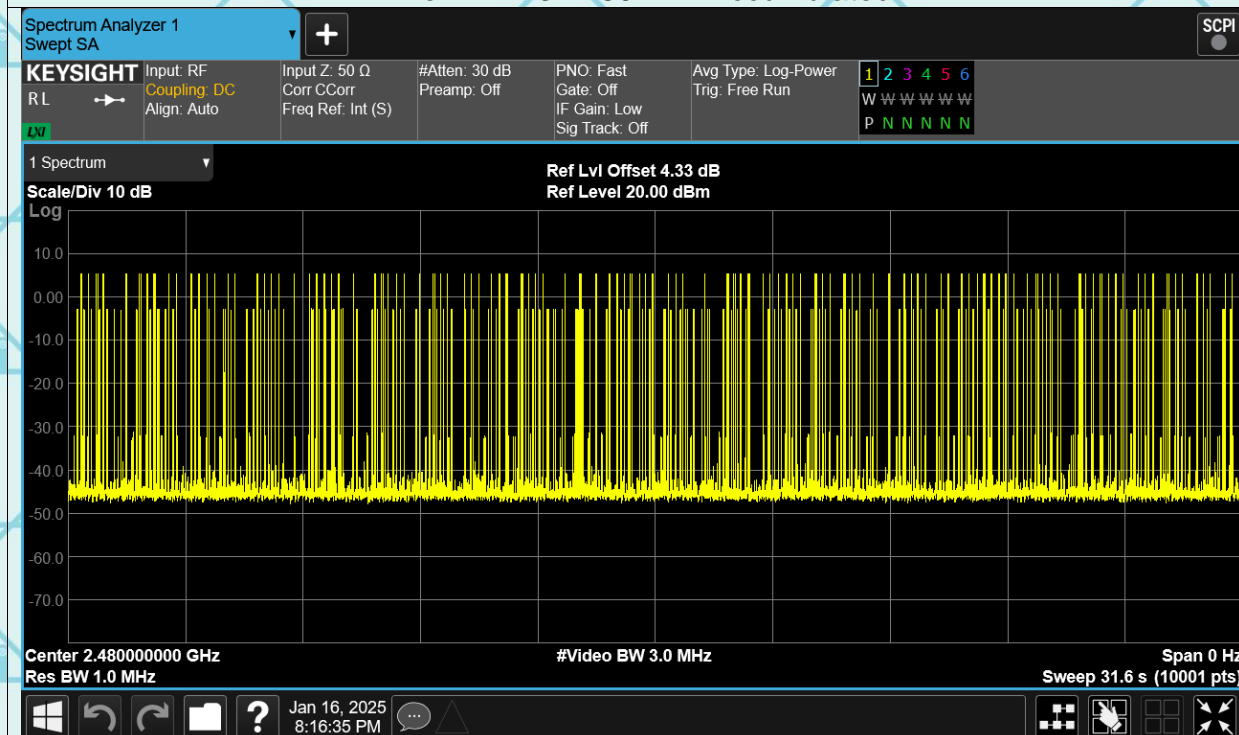 Spectrum Analyzer 1
Swept SA
+
SCPI
KEYSIGHT
R L
LXI
Input: RF
Coupling: DC
Align: Auto
Input Z: 50 Ω
Corr CCorr
Freq Ref: Int (S)
#Atten: 30 dB
Preamp: Off
PNO: Fast
Gate: Off
IF Gain: Low
Sig Track: Off
Avg Type: Log-Power
Trig: Free Run
1 2 3 4 5 6
W W W W W W
P N N N N N
1 Spectrum
Scale/Div 10 dB
Log
Ref Lvl Offset 4.33 dB
Ref Level 20.00 dBm
10.0
0.00
-10.0
-20.0
-30.0
-40.0
-50.0
-60.0
-70.0
Center 2.480000000 GHz
#Video BW 3.0 MHz
Span 0 Hz
Res BW 1.0 MHz
Sweep 31.6 s (10001 pts)
?
Jan 16, 2025
8:16:35 PM